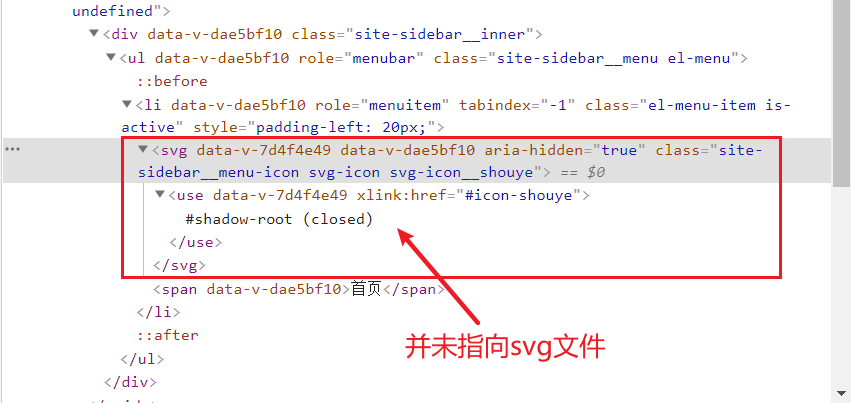 undefined">
▼<div data-v-dae5bf10 class="site-sidebar__inner">
▼<ul data-v-dae5bf10 role="menubar" class="site-sidebar__menu el-menu">
::before
▼<li data-v-dae5bf10 role="menuitem" tabindex="-1" class="el-menu-item is-
active" style="padding-left: 20px;">
▼<svg data-v-7d4f4e49 data-v-dae5bf10 aria-hidden="true" class="site-
sidebar__menu-icon svg-icon svg-icon__shouye"> == $0
▼<use data-v-7d4f4e49 xlink:href="#icon-shouye">
#shadow-root (closed)
</use>
</svg>
<span data-v-dae5bf10>首页</span>
</li>
::after
并未指向svg文件
</ul>
</div>